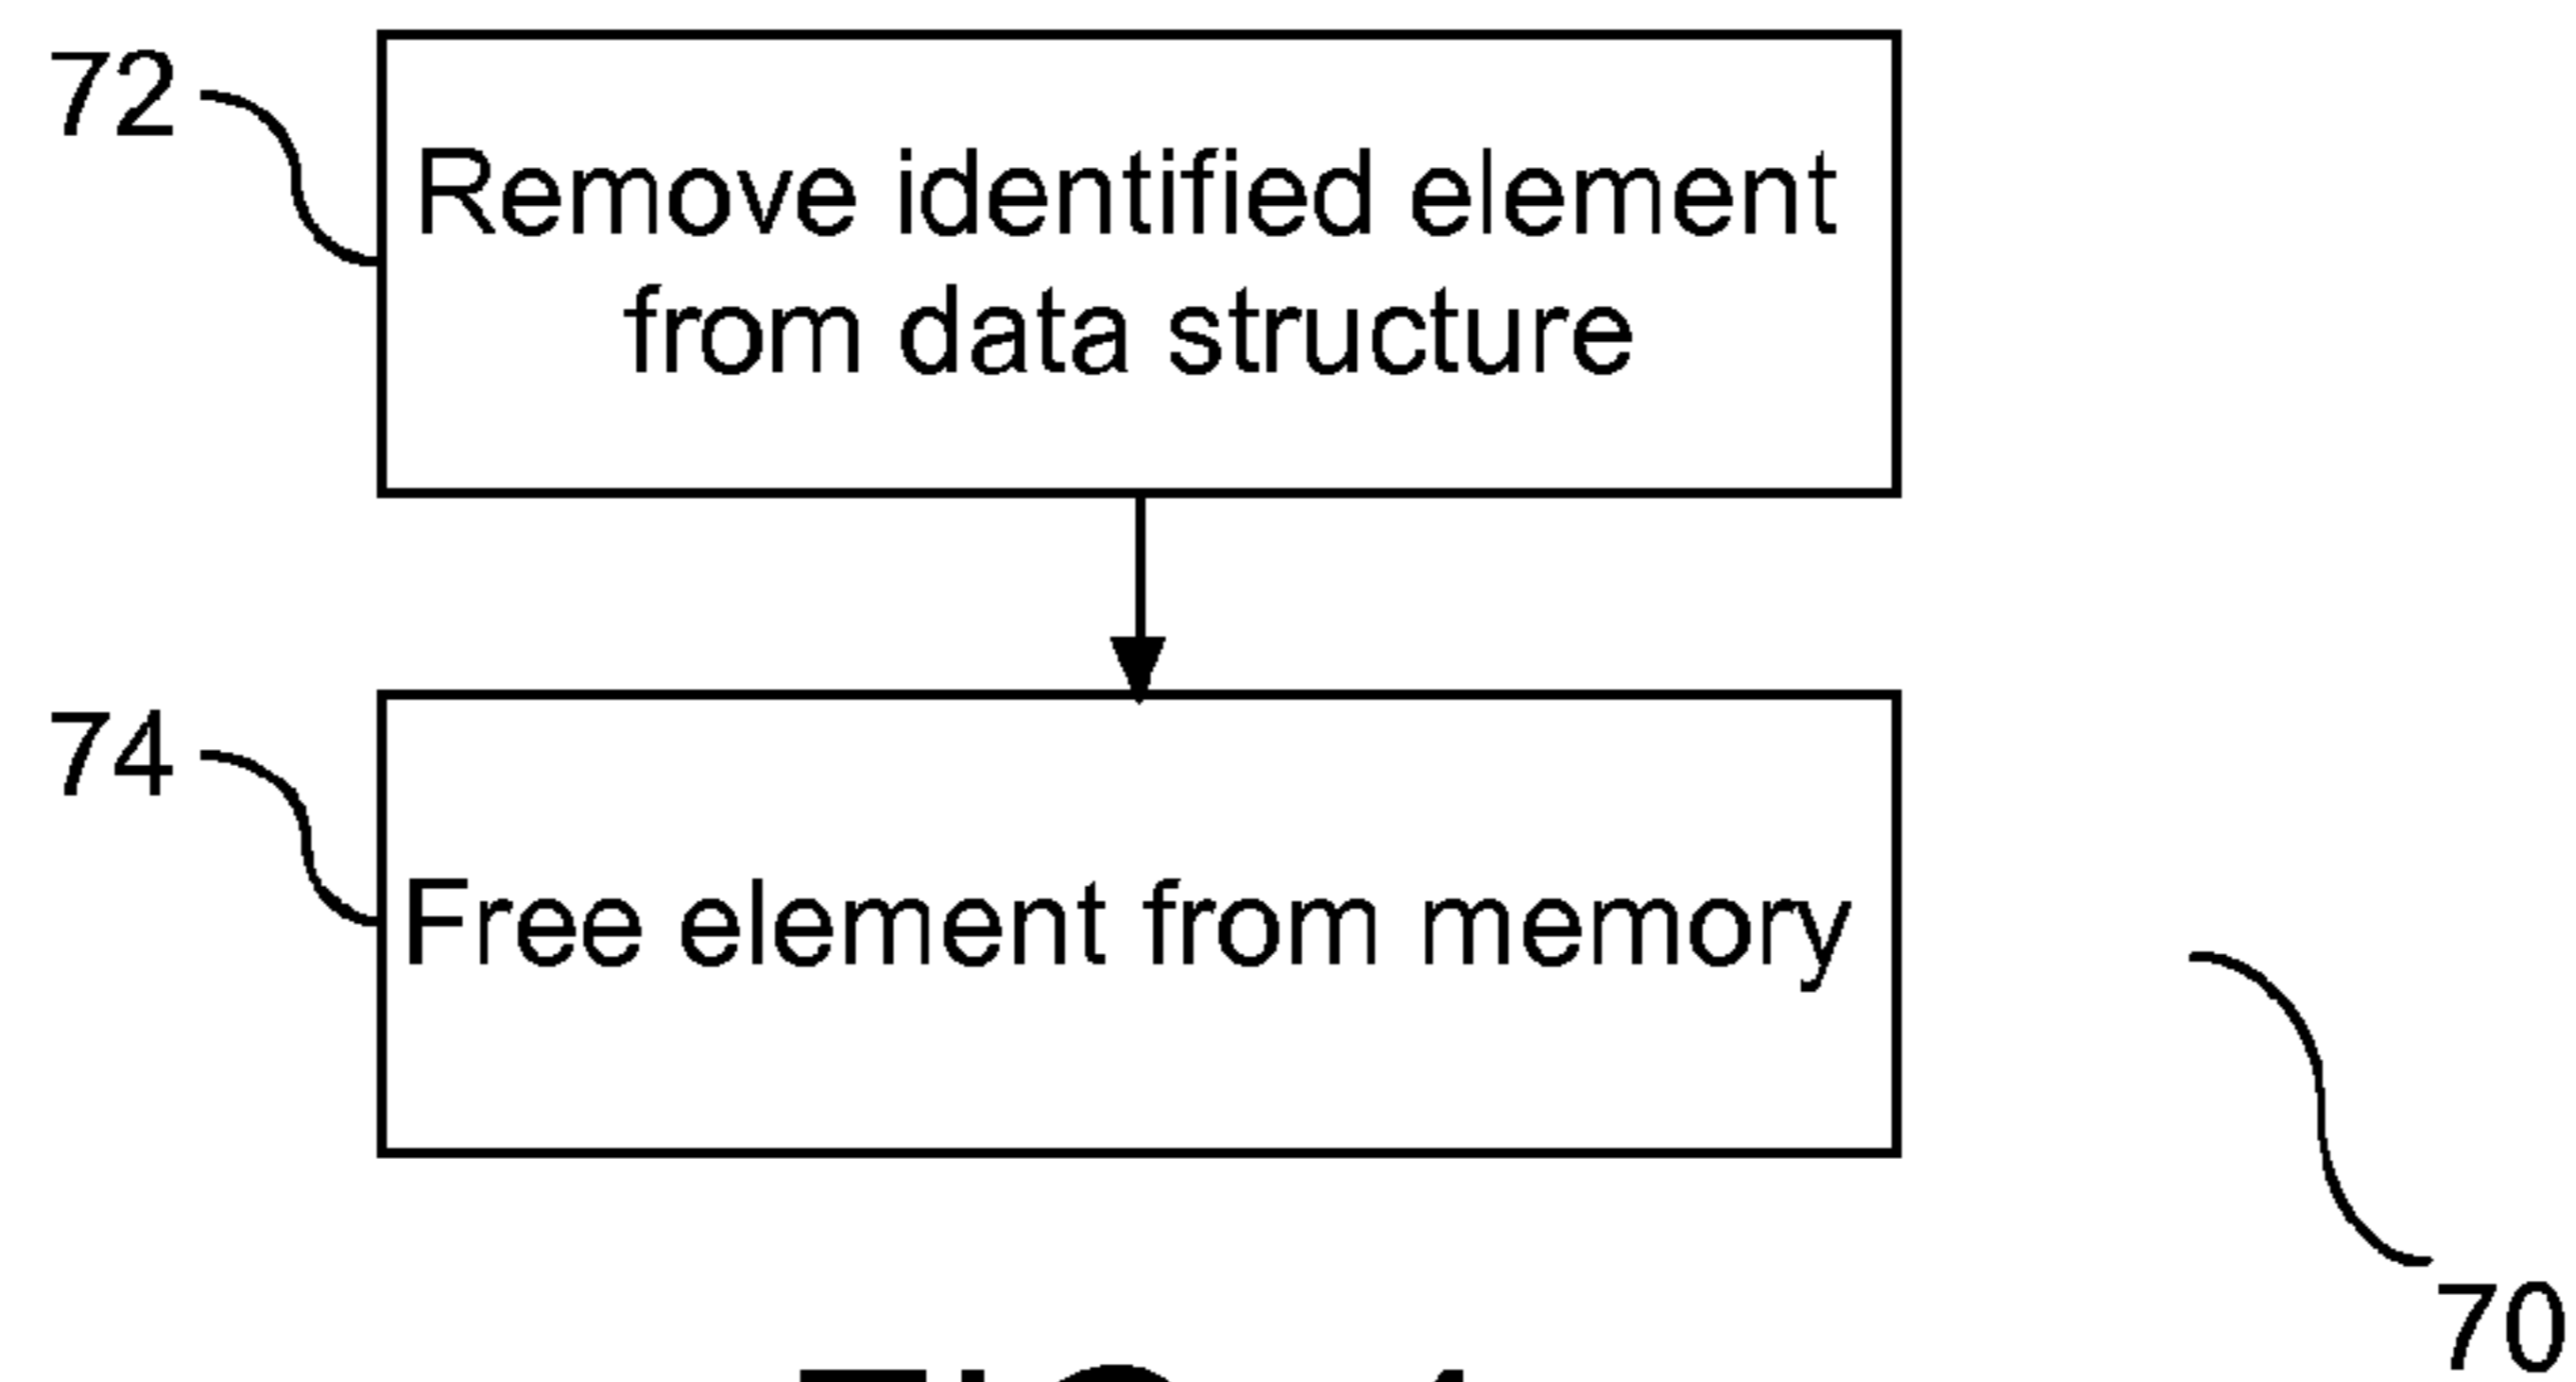 72
Remove identified element
from data structure
74
Free element from memory
70